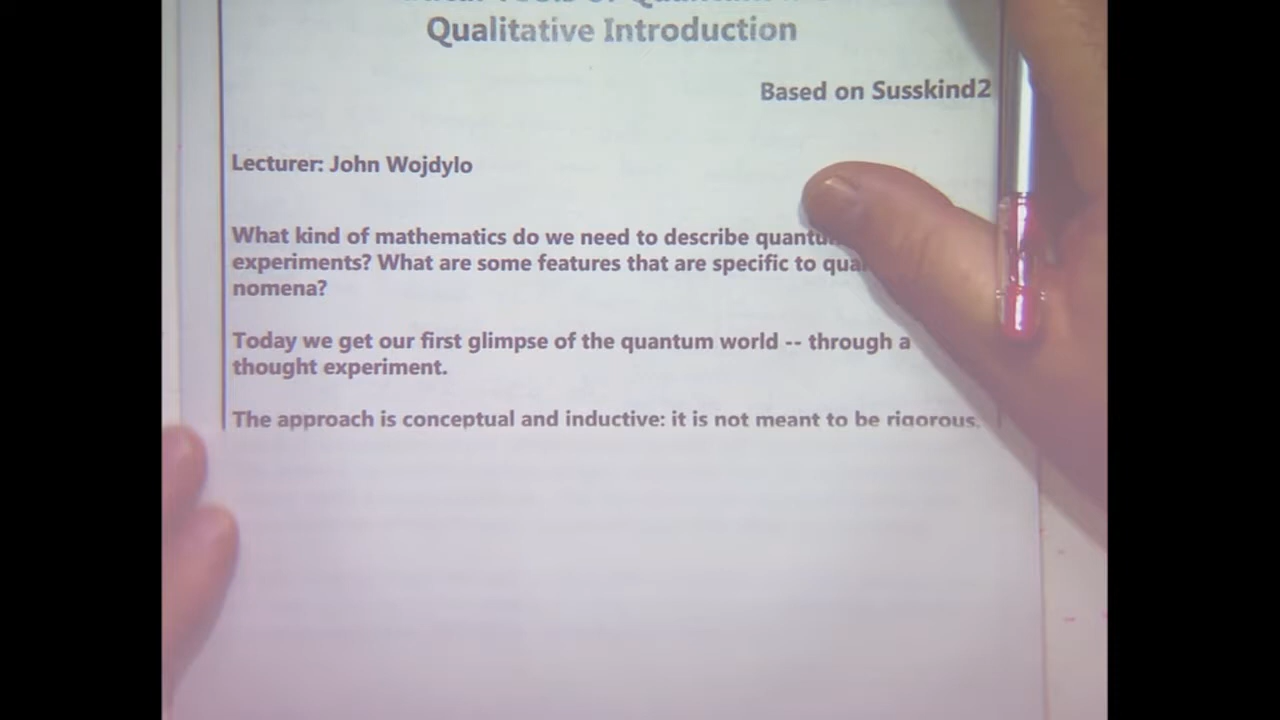 Qualitative Introduction
Based on Susskind2
Lecturer: John Wojdylo
What kind of mathematics do we need to describe
experiments? What are some features that are specific to
nomena?
Today we get our first glimpse of the quantum world -- through a
thought experiment.
The approach is conceptual and inductive: it is not meant to be rigorous.